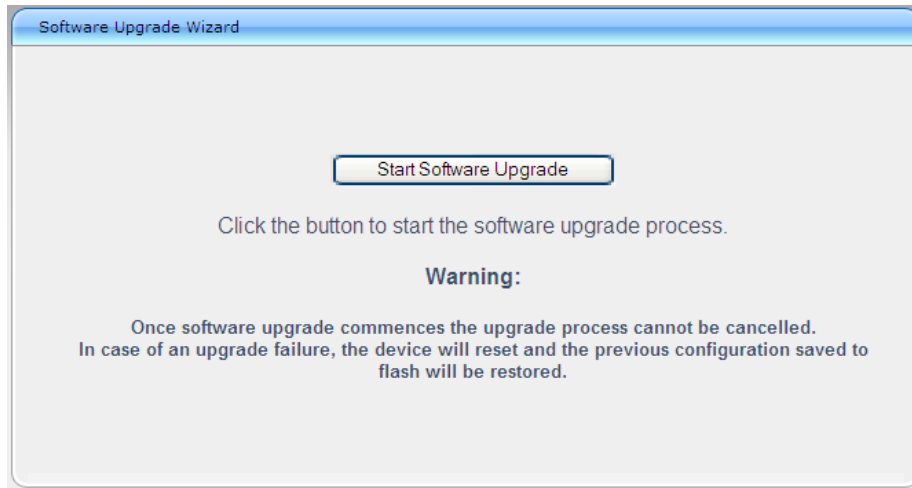 Software Upgrade Wizard
Start Software Upgrade
Click the button to start the software upgrade process.
Warning:
Once software upgrade commences the upgrade process cannot be cancelled.
In case of an upgrade failure, the device will reset and the previous configuration saved to
flash will be restored.